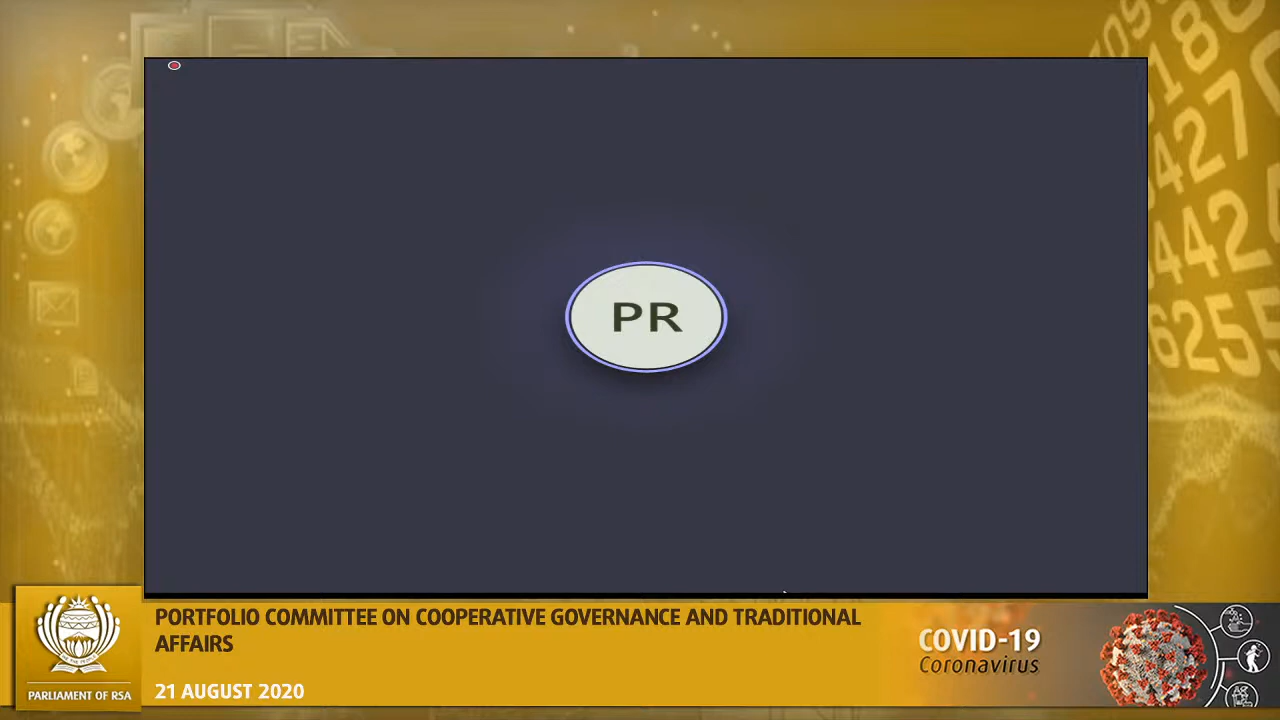 PR
PORTFOLIO COMMITTEE ON COOPERATIVE GOVERNANCE AND TRADITIONAL
AFFAIRS
21 AUGUST 2020
PARLIAMENT OF RSA
COVID-19
Coronavirus